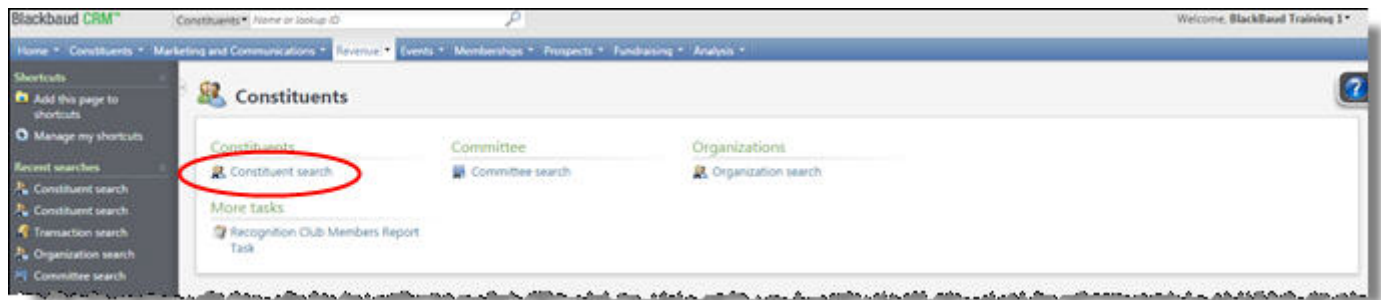 Blackbaud CRM™ Constituents Name or lookup ID Welcome, BlackBaud Training 1
Home Constituents Marketing and Communications Revenue Events Memberships Prospects Fundraising Analysis
Shortcuts
Add this page to
shortcuts
Manage my shortcuts
Recent searches
Constituent search
Constituent search
Transaction search
Organization search
Committee search
Constituents
Constituents Committee Organizations
Constituent search Committee search Organization search
More tasks
Recognition Club Members Report
Task
?